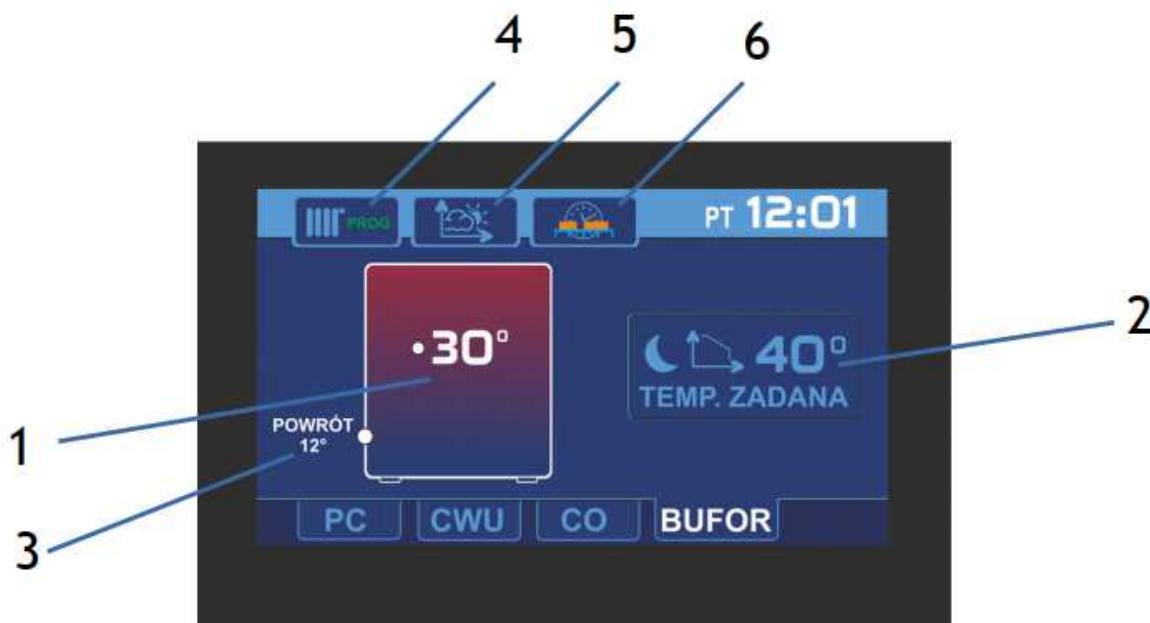 4 5 6
PROG
PT 12:01
30°
40°
TEMP. ZADANA
2
1
POWRÓT
12°
3
PC CWU CO BUFOR